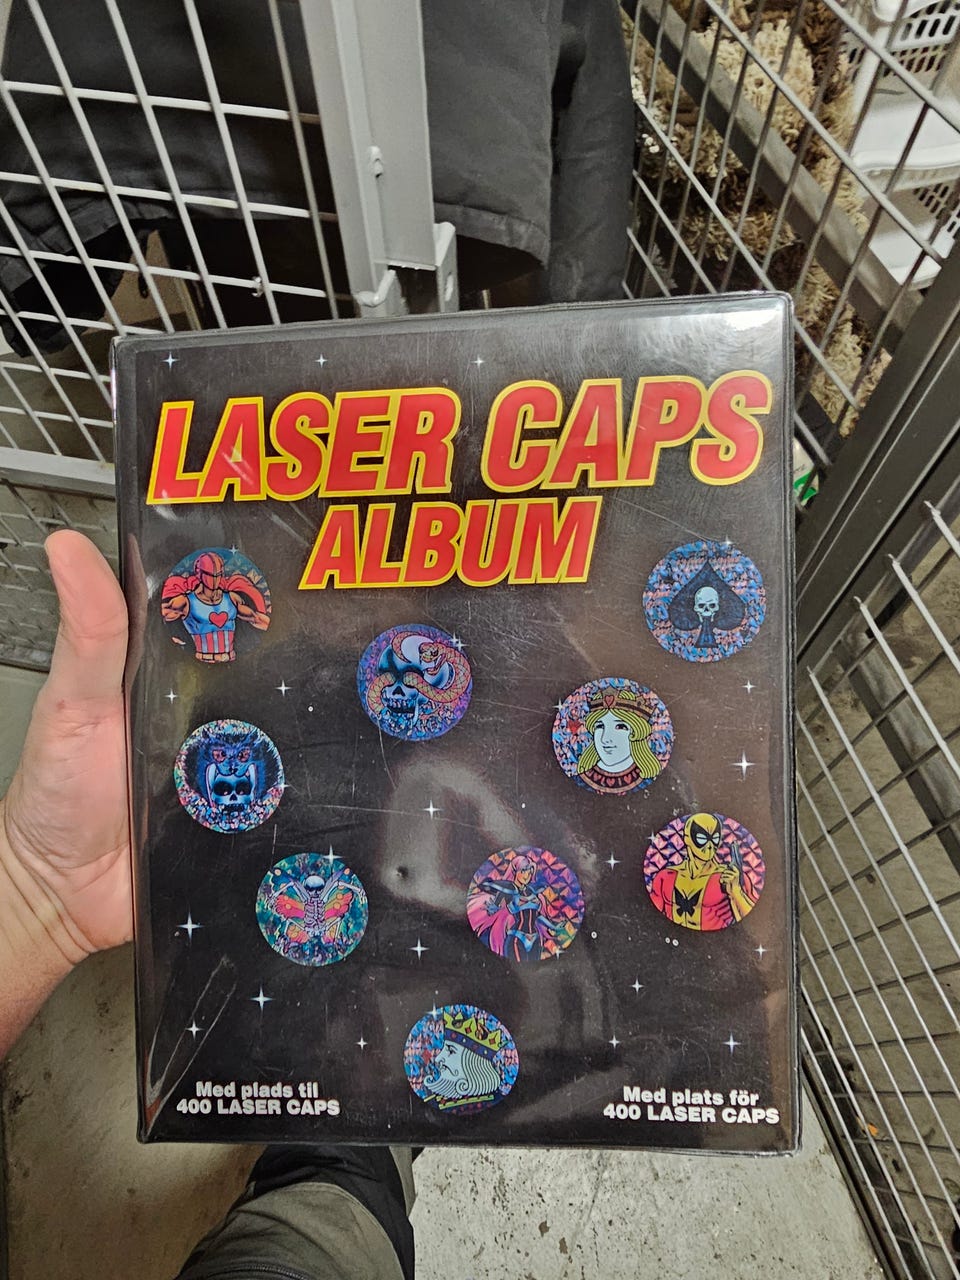 LASER CAPS
ALBUM
Med plads til
400 LASER CAPS
Med plats för
400 LASER CAPS